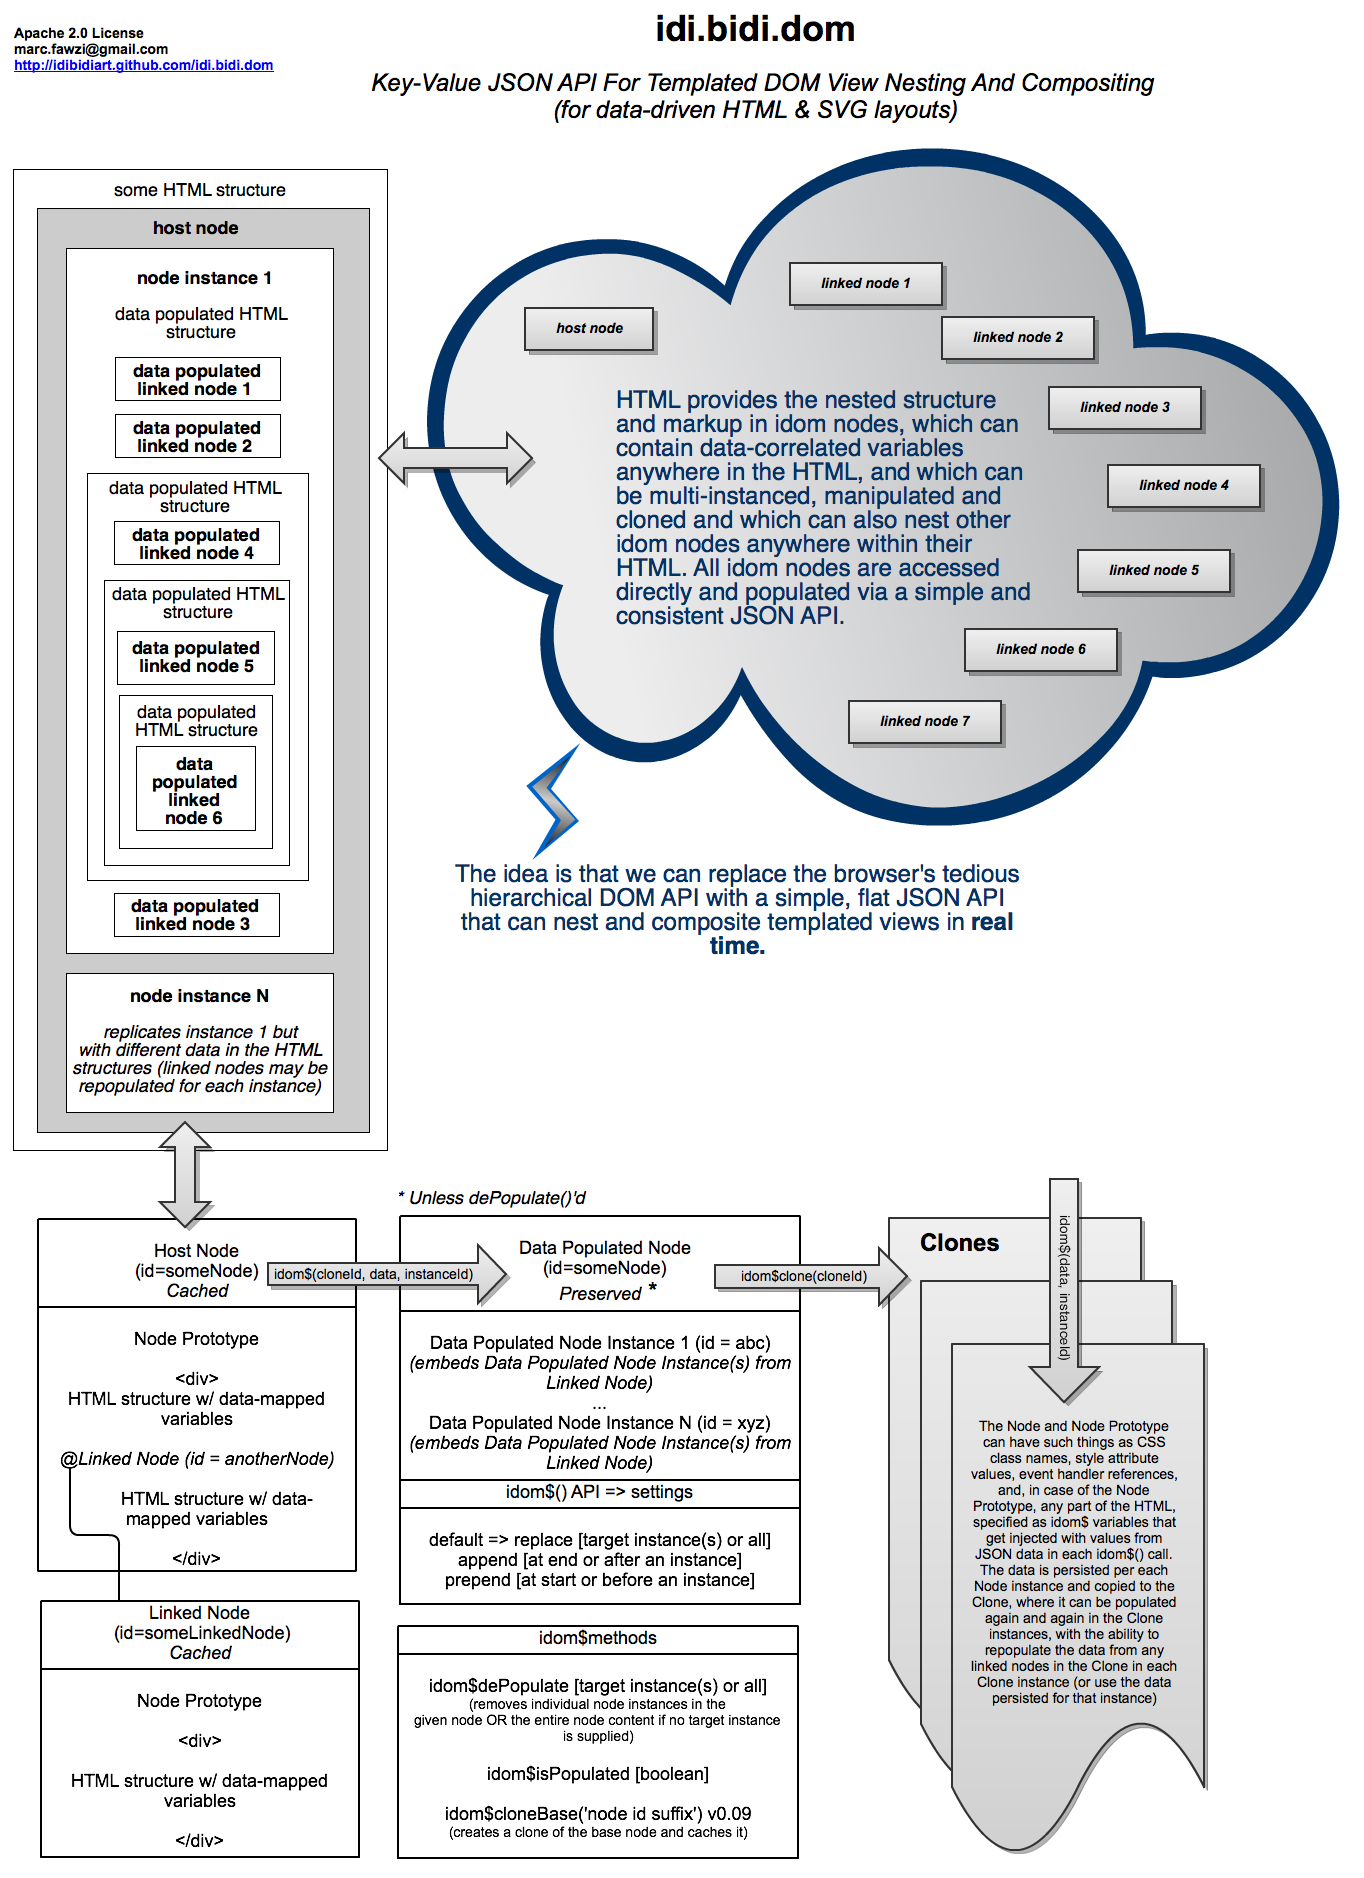 Apache 2.0 License
marc.fawzi@gmail.com
http://idibidiart.github.com/idi.bidi.dom
idi.bidi.dom
Key-Value JSON API For Templated DOM View Nesting And Compositing
(for data-driven HTML & SVG layouts)
some HTML structure
host node
node instance 1
data populated HTML
structure
data populated
linked node 1
data populated
linked node 2
data populated HTML
structure
data populated
linked node 4
data populated HTML
structure
data populated
linked node 5
data populated
HTML structure
data
populated
linked
node 6
data populated
linked node 3
node instance N
replicates instance 1 but
with different data in the HTML
structures (linked nodes may be
repopulated for each instance)
host node
linked node 1
linked node 2
linked node 3
linked node 4
linked node 5
linked node 6
linked node 7
HTML provides the nested structure
and markup in idom nodes, which can
contain data-correlated variables
anywhere in the HTML, and which can
be multi-instanced, manipulated and
cloned and which can also nest other
idom nodes anywhere within their
HTML. All idom nodes are accessed
directly and populated via a simple and
consistent JSON API.
The idea is that we can replace the browser's tedious
hierarchical DOM API with a simple, flat JSON API
that can nest and composite templated views in real
time.
Host Node
(id=someNode)
Cached
Node Prototype
<div>
HTML structure w/ data-mapped
variables
@Linked Node (id = anotherNode)
HTML structure w/ data-
mapped variables
</div>
Linked Node
(id=someLinkedNode)
Cached
Node Prototype
<div>
HTML structure w/ data-mapped
variables
</div>
idom$(cloneId, data, instanceId)
* Unless dePopulate()'d
Data Populated Node
(id=someNode)
Preserved *
Data Populated Node Instance 1 (id = abc)
(embeds Data Populated Node Instance(s) from
Linked Node)
...
Data Populated Node Instance N (id = xyz)
(embeds Data Populated Node Instance(s) from
Linked Node)
idom$() API => settings
default => replace [target instance(s) or all]
append [at end or after an instance]
prepend [at start or before an instance]
idom$methods
idom$dePopulate [target instance(s) or all]
(removes individual node instances in the
given node OR the entire node content if no target instance
is supplied)
idom$isPopulated [boolean]
idom$cloneBase('node id suffix') v0.09
(creates a clone of the base node and caches it)
idom$clone(cloneId)
Clones
idom$(data, instanceId)
The Node and Node Prototype
can have such things as CSS
class names, style attribute
values, event handler references,
and, in case of the Node
Prototype, any part of the HTML,
specified as idom$ variables that
get injected with values from
JSON data in each idom$() call.
The data is persisted per each
Node instance and copied to the
Clone, where it can be populated
again and again in the Clone
instances, with the ability to
repopulate the data from any
linked nodes in the Clone in each
Clone instance (or use the data
persisted for that instance)